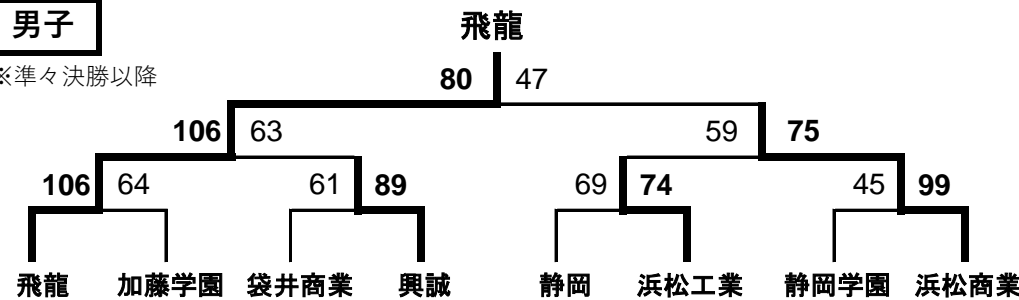 男子
飛龍
※準々決勝以降
80 47
106 63 59 75
106 64 61 89 69 74 45 99
飛龍 加藤学園 袋井商業 興誠 静岡 浜松工業 静岡学園 浜松商業